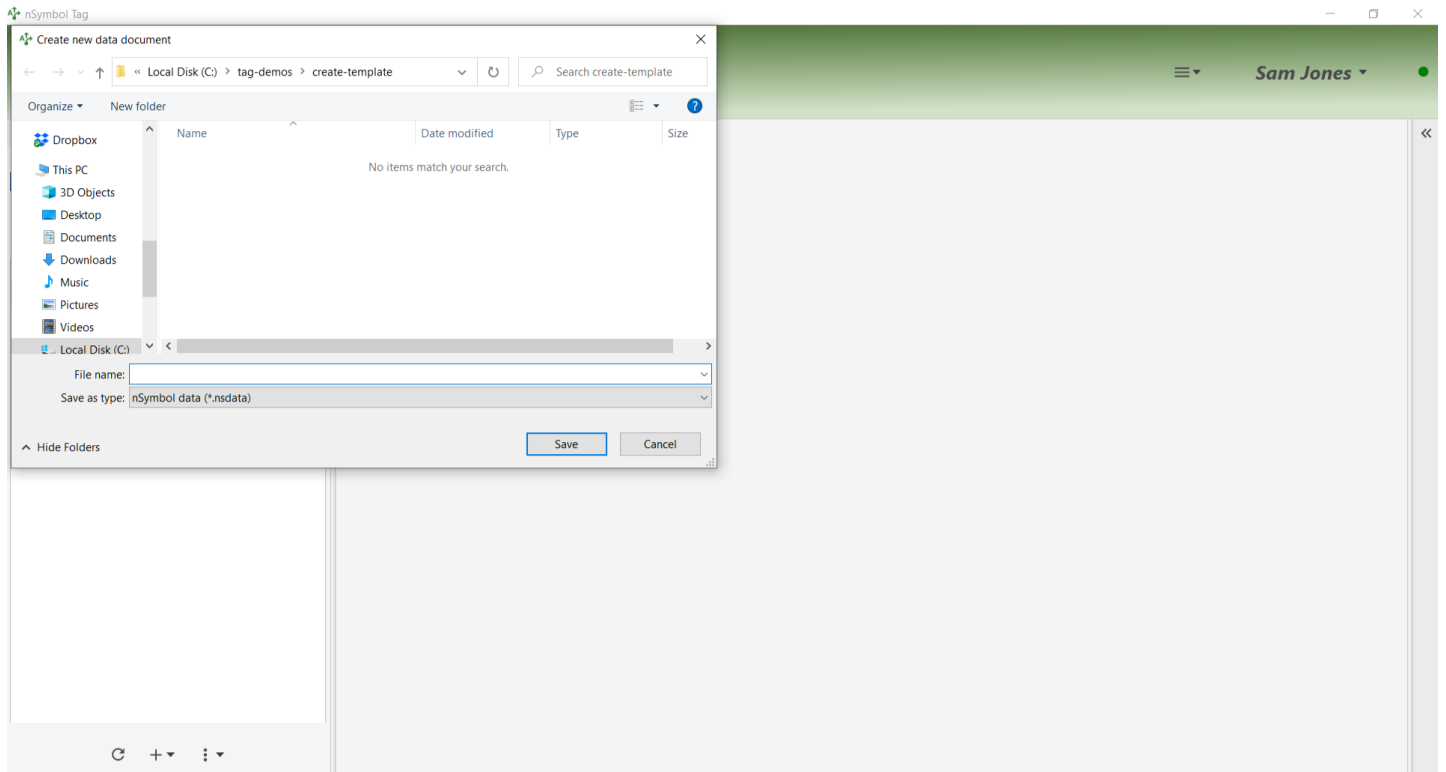 nSymbol Tag
Create new data document
« Local Disk (C:) > tag-demos > create-template
Search create-template
Sam Jones
Organize
New folder
Name
Date modified
Type
Size
No items match your search.
Dropbox
This PC
3D Objects
Desktop
Documents
Downloads
Music
Pictures
Videos
Local Disk (C:)
File name:
Save as type: nSymbol data (*.nsdata)
Hide Folders
Save
Cancel